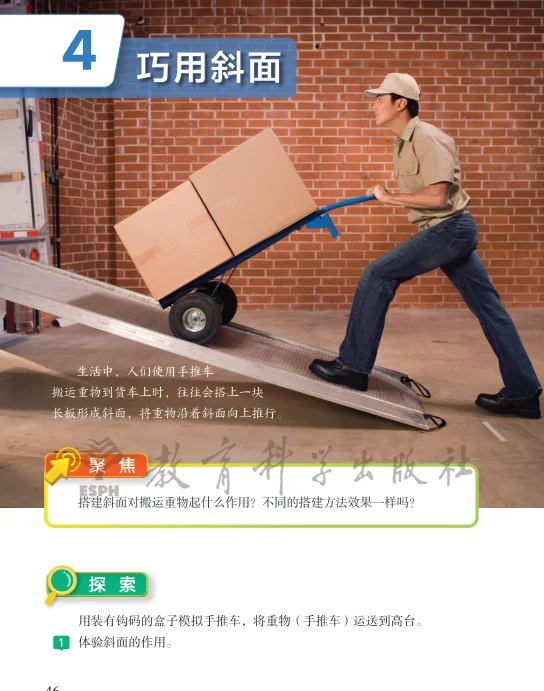 4
巧用斜面
生活中，人们使用手推车
搬运重物到货车上时，往往会搭上一块
长板形成斜面，将重物沿着斜面向上推行。
聚焦
教育科学出版社
ESPH
搭建斜面对搬运重物起什么作用？不同的搭建方法效果一样吗？
探索
用装有钩码的盒子模拟手推车，将重物（手推车）运送到高台。
1 体验斜面的作用。
46